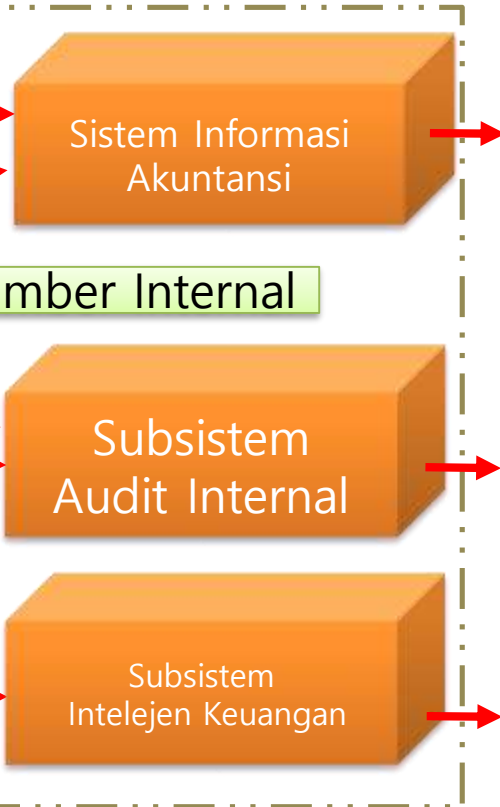 Sistem Informasi
Akuntansi
mber Internal
Subsistem
Audit Internal
Subsistem
Intelejen Keuangan